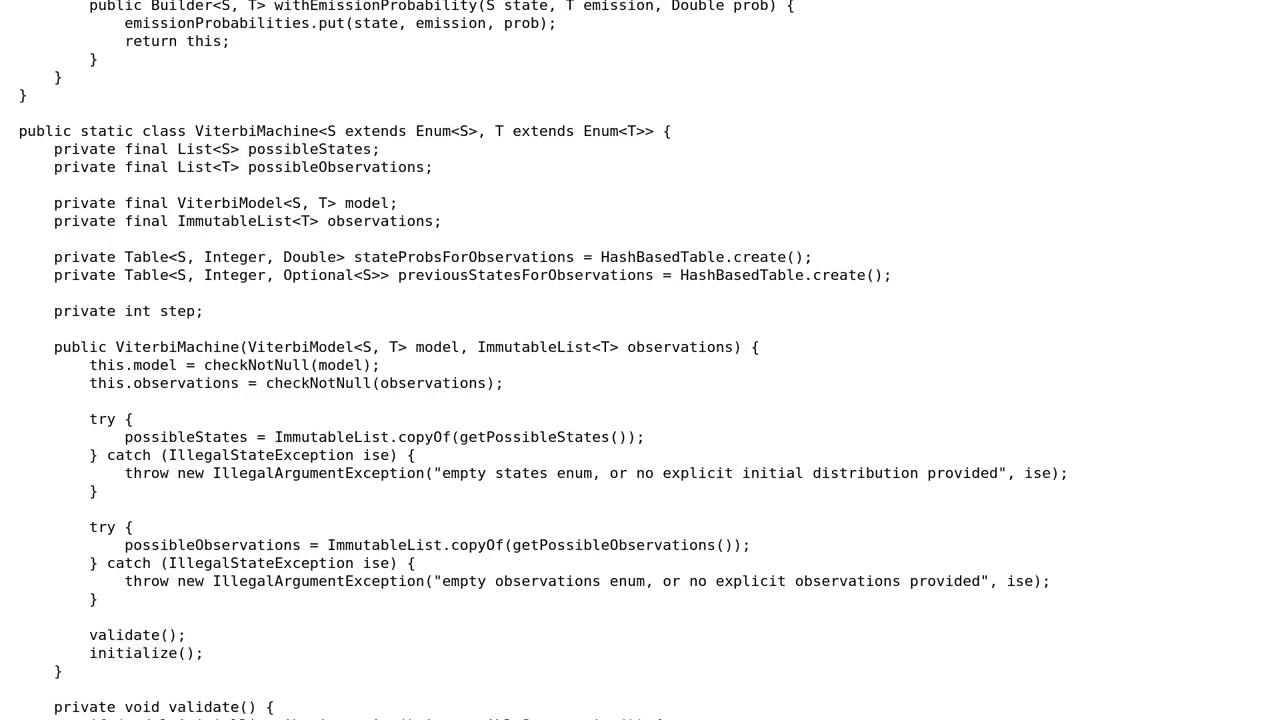 public Builder<S, T> withEmissionProbability(S state, T emission, Double prob) {
emissionProbabilities.put(state, emission, prob);
return this;
}
}
}
public static class ViterbiMachine<S extends Enum<S>, T extends Enum<T>> {
private final List<S> possibleStates;
private final List<T> possibleObservations;
private final ViterbiModel<S, T> model;
private final ImmutableList<T> observations;
private Table<S, Integer, Double> stateProbsForObservations = HashBasedTable.create();
private Table<S, Integer, Optional<S>> previousStatesForObservations = HashBasedTable.create();
private int step;
public ViterbiMachine(ViterbiModel<S, T> model, ImmutableList<T> observations) {
this.model = checkNotNull(model);
this.observations = checkNotNull(observations);
try {
possibleStates = ImmutableList.copyOf(getPossibleStates());
} catch (IllegalStateException ise) {
throw new IllegalArgumentException("empty states enum, or no explicit initial distribution provided", ise);
}
try {
possibleObservations = ImmutableList.copyOf(getPossibleObservations());
} catch (IllegalStateException ise) {
throw new IllegalArgumentException("empty observations enum, or no explicit observations provided", ise);
}
validate();
initialize();
}
private void validate() {